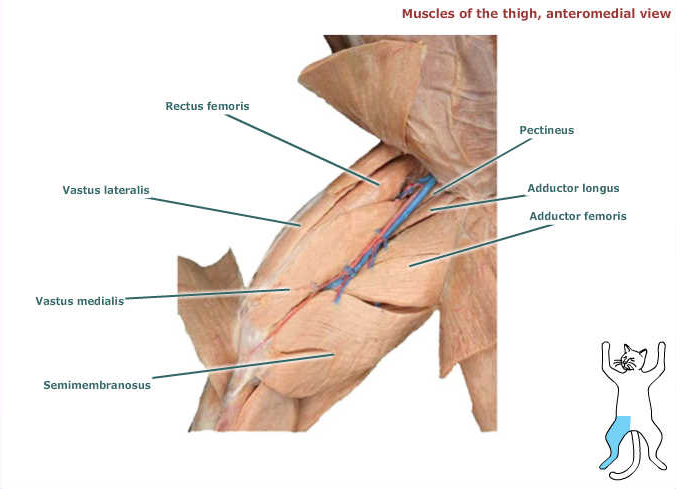 Muscles of the thigh, anteromedial view
Rectus femoris
Pectineus
Vastus lateralis
Adductor longus
Adductor femoris
Vastus medialis
Semimembranosus